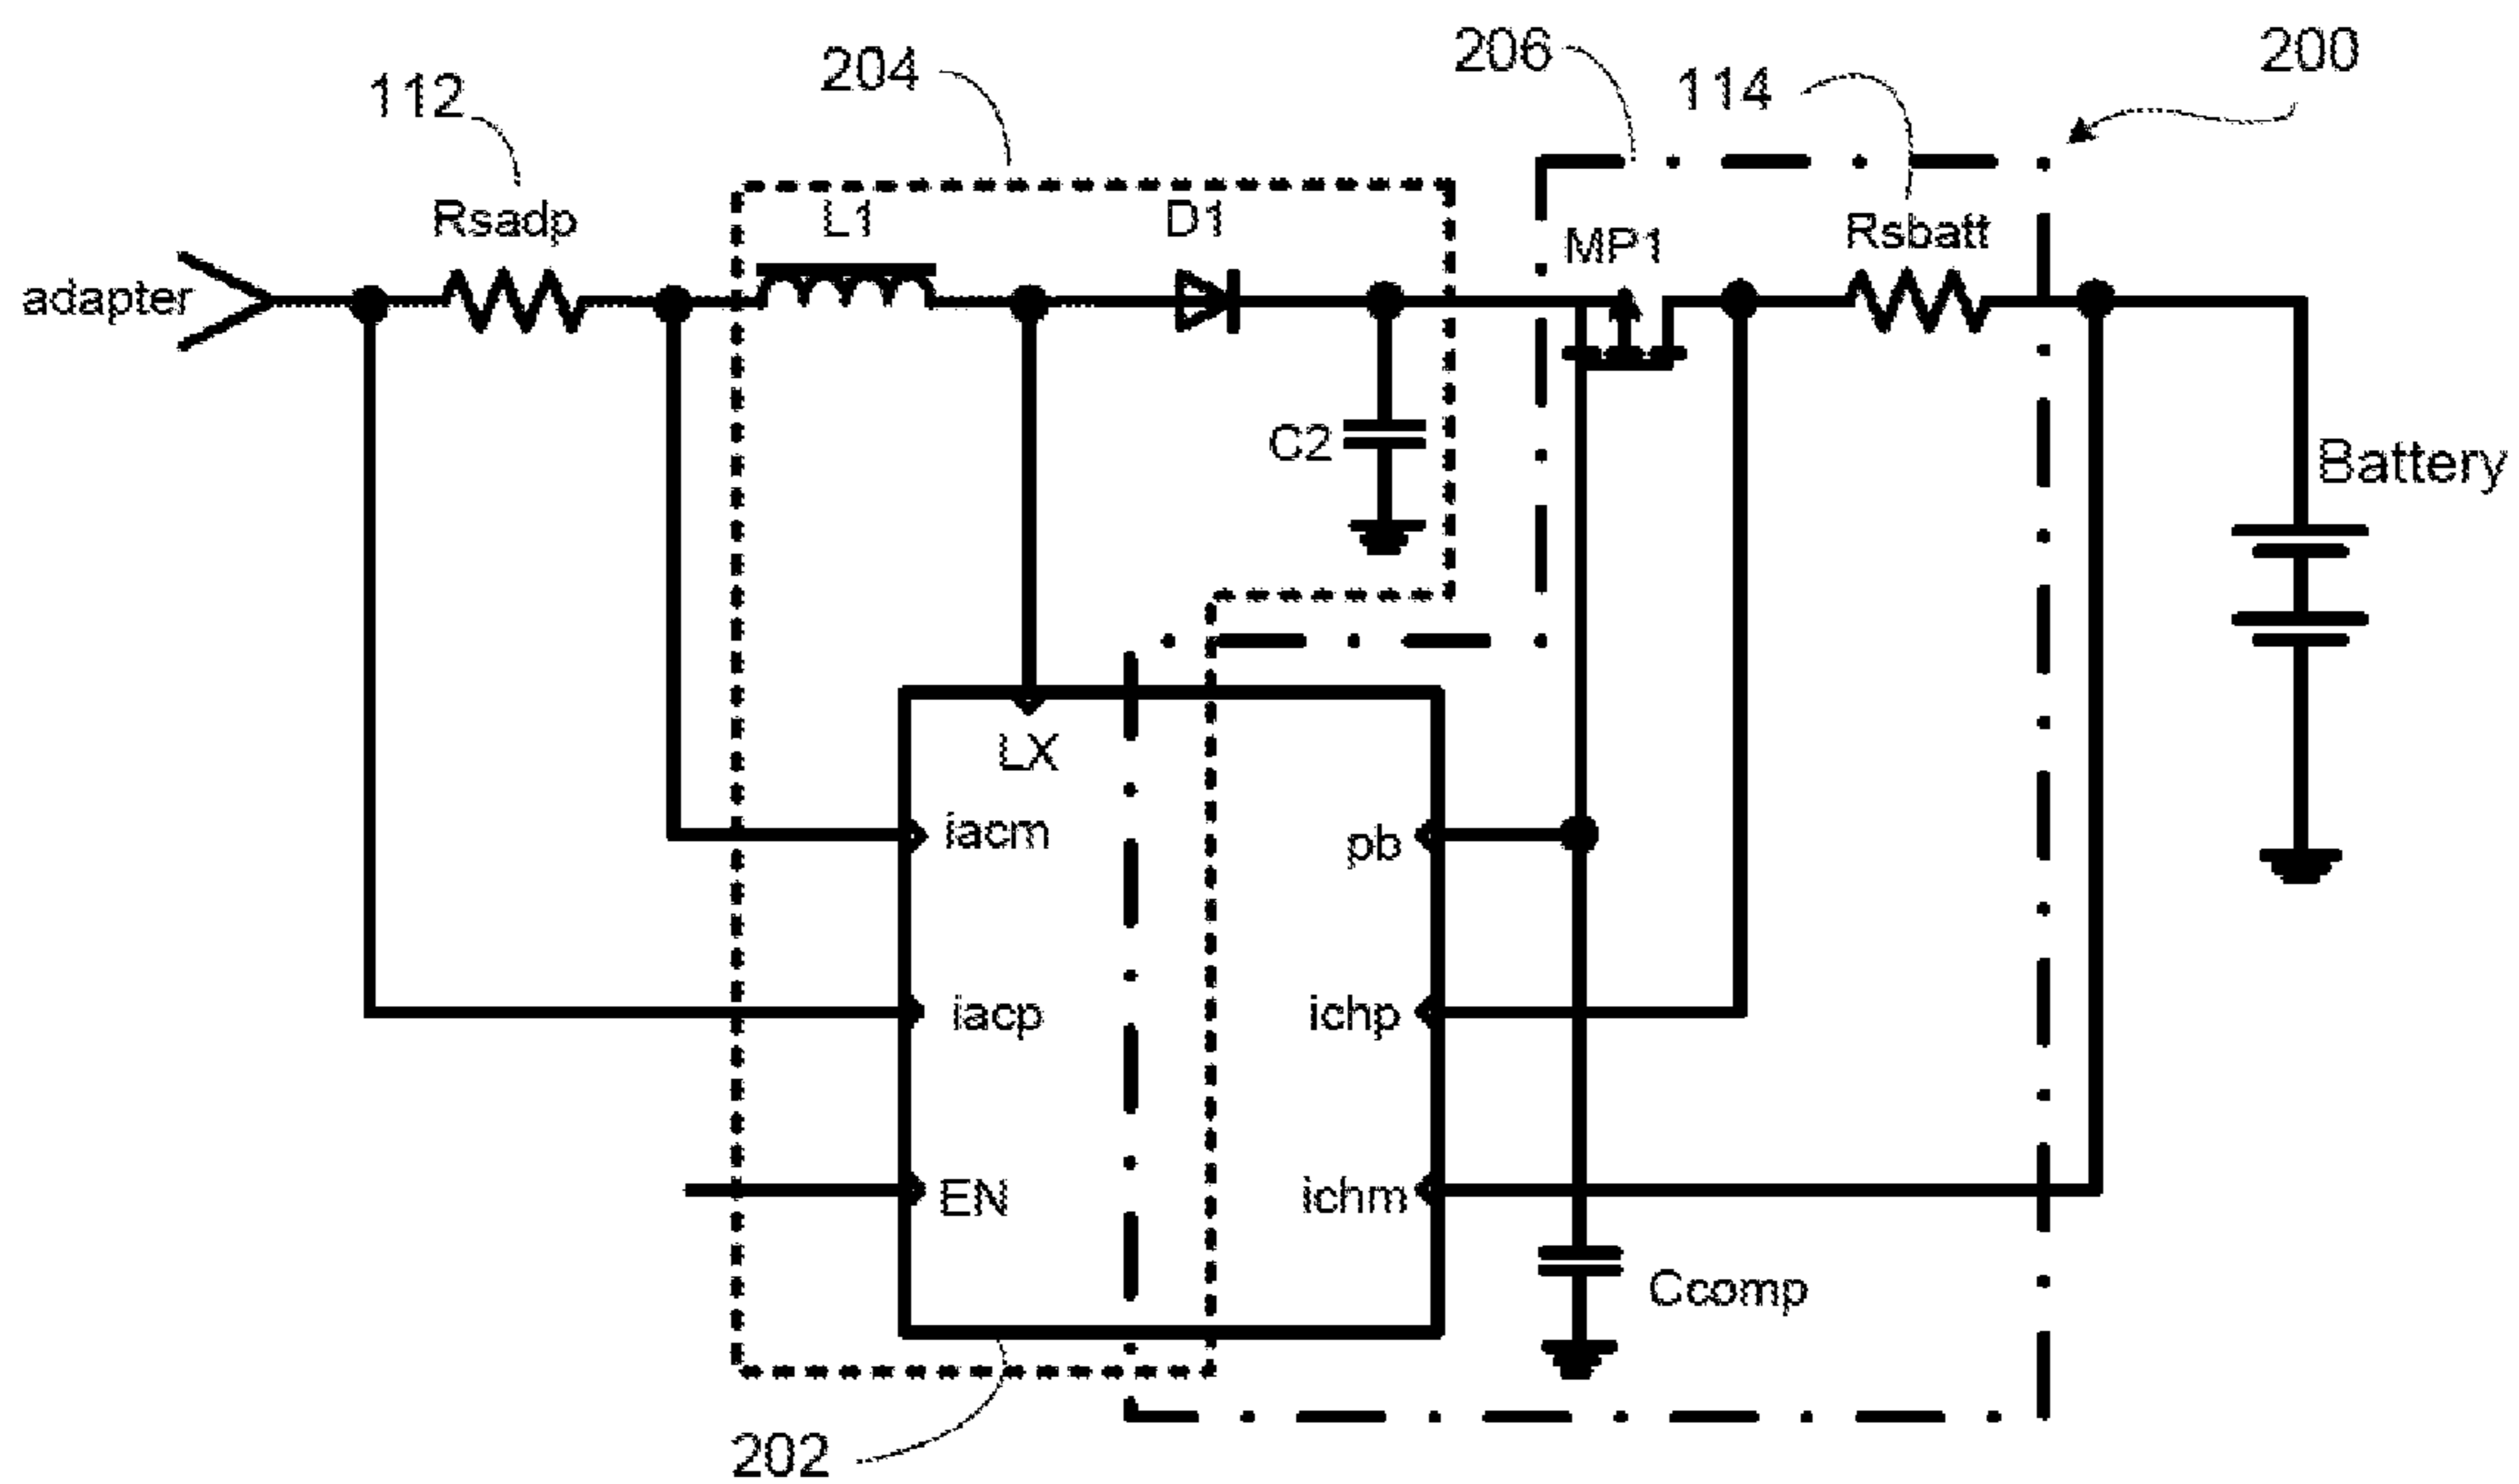 206
200
204
114
112
Rsadp
L1
D1
MP1
Rsbatt
adapter
C2
Battery
LX
iacm
pb
iacp
ichp
EN
ichm
Ccomp
202